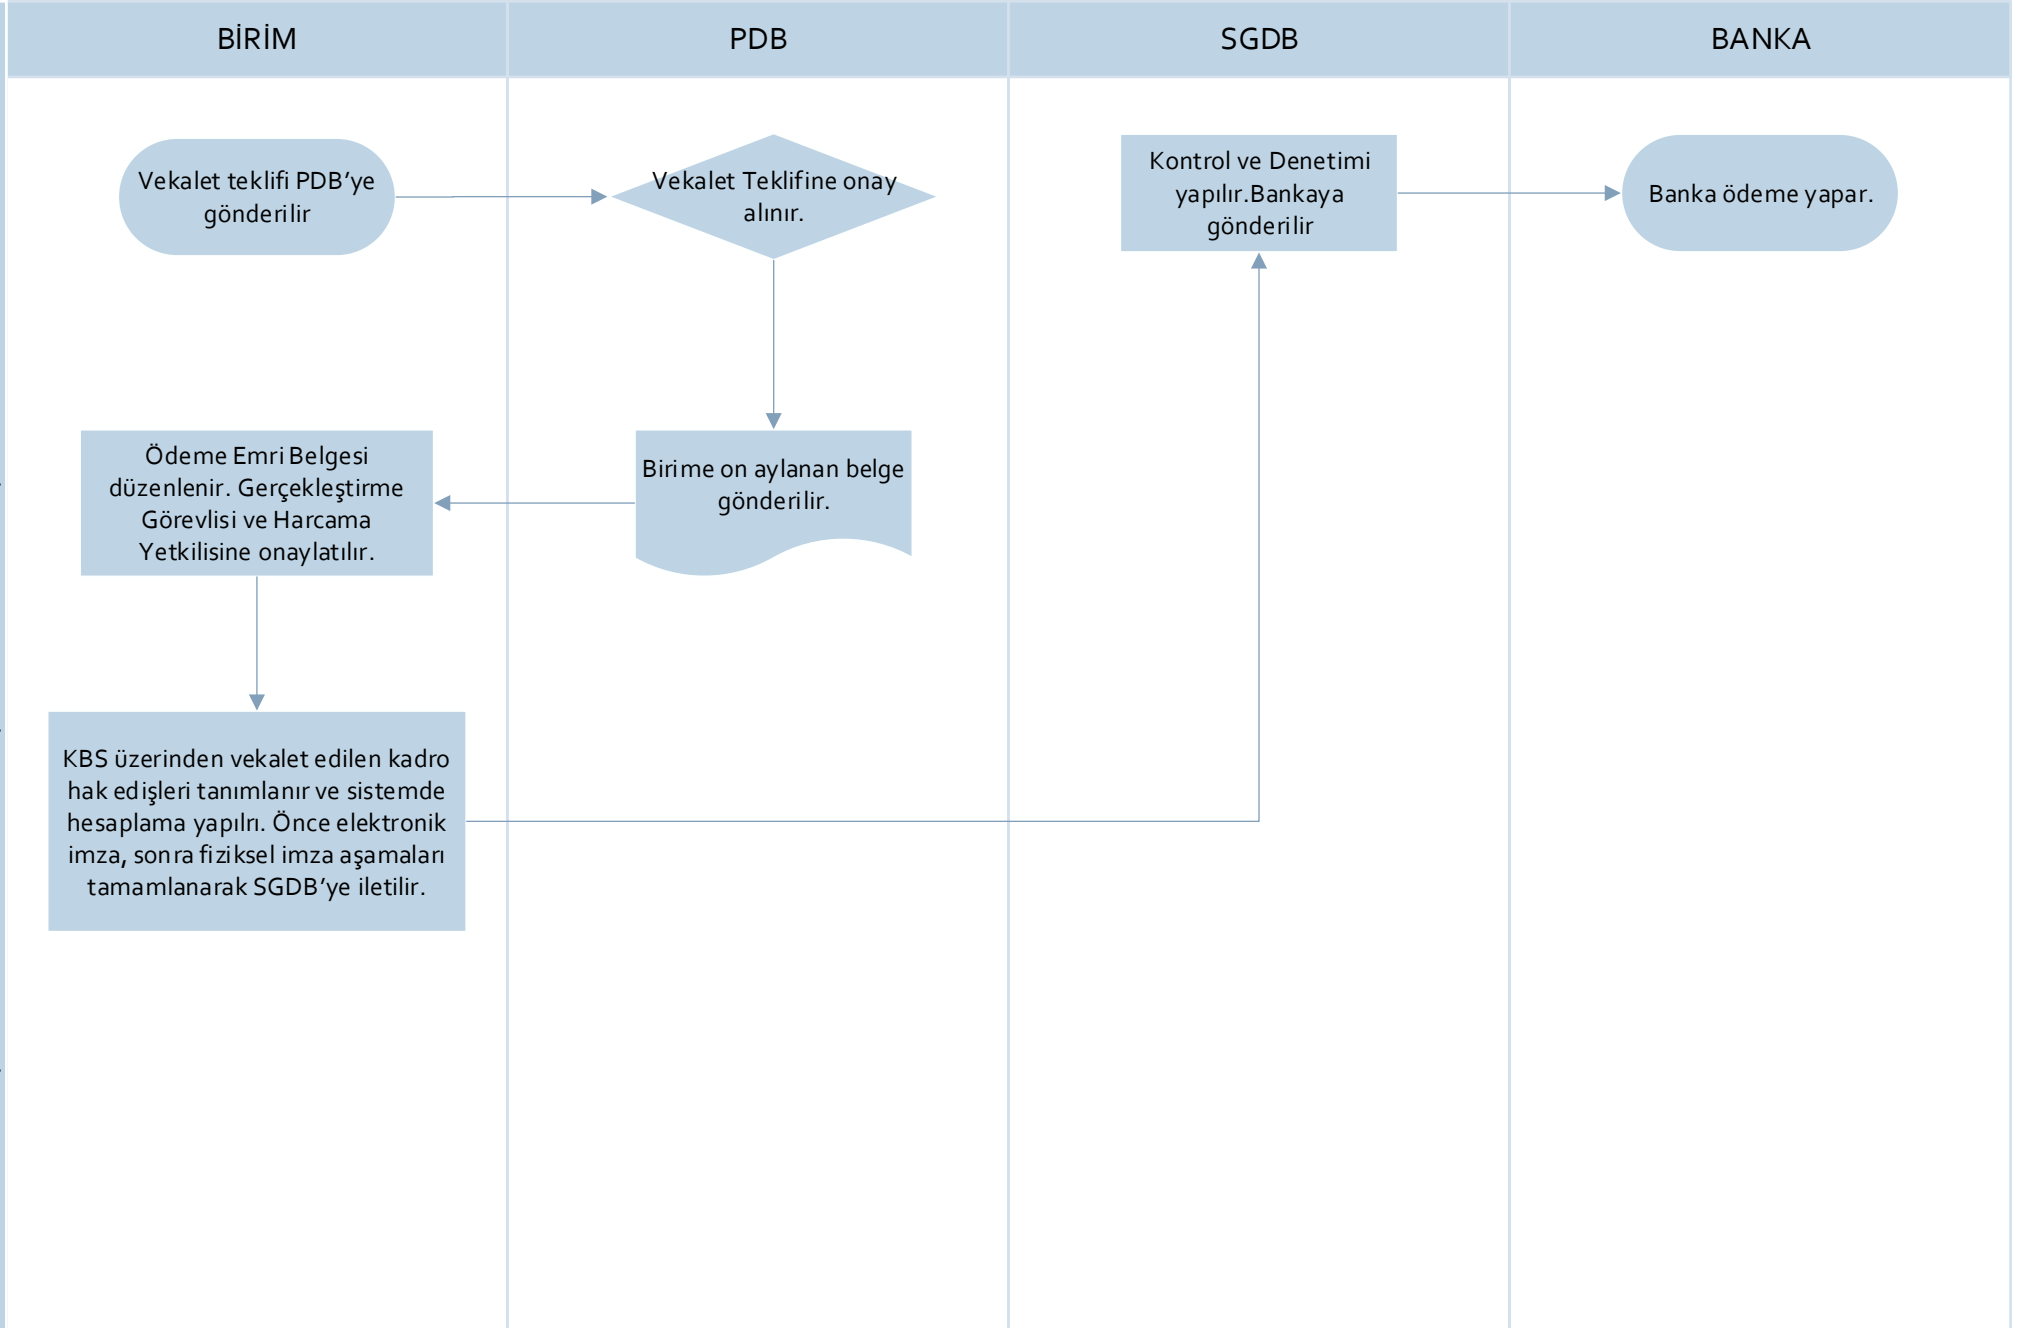 BİRİM
PDB
SGDB
BANKA
Vekalet teklifi PDB’ye
gönderilir
Vekalet Teklifine onay
alınır.
Kontrol ve Denetimi
yapılır.Bankaya
gönderilir
Banka ödeme yapar.
Ödeme Emri Belgesi
düzenlenir. Gerçekleştirme
Görevlisi ve Harcama
Yetkilisine onaylatılır.
Birime on aylanan belge
gönderilir.
KBS üzerinden vekalet edilen kadro
hak edişleri tanımlanır ve sistemde
hesaplama yapılrı. Önce elektronik
imza, sonra fiziksel imza aşamaları
tamamlanarak SGDB’ye iletilir.